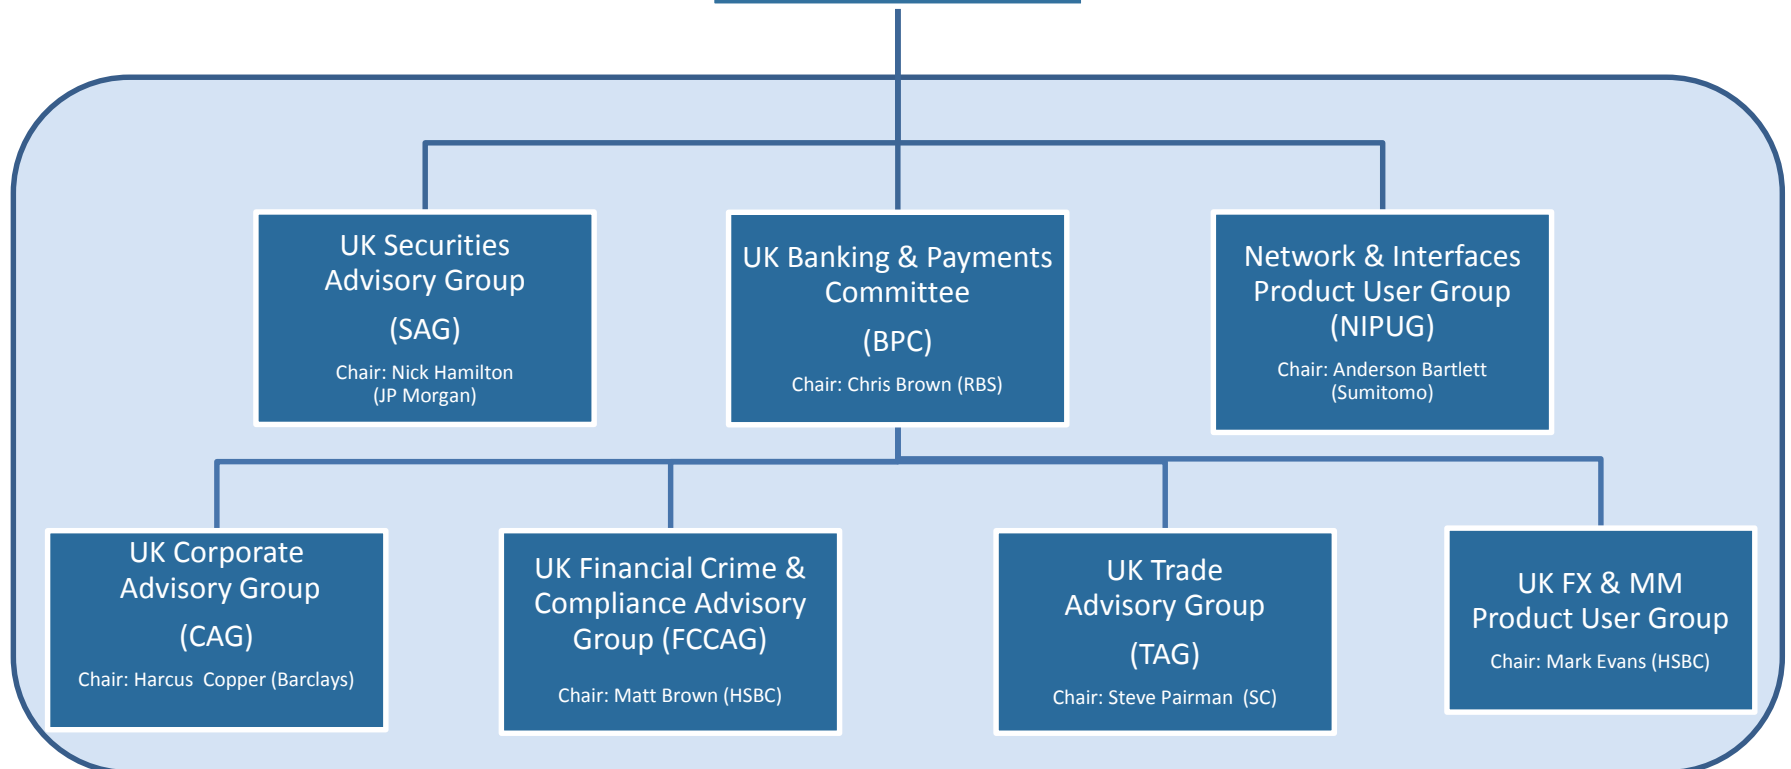 UK Securities
Advisory Group
(SAG)
Chair: Nick Hamilton
(JP Morgan)
UK Banking & Payments
Committee
(BPC)
Chair: Chris Brown (RBS)
Network & Interfaces
Product User Group
(NIPUG)
Chair: Anderson Bartlett
(Sumitomo)
UK Corporate
Advisory Group
(CAG)
Chair: Harcus  Copper (Barclays)
UK Financial Crime &
Compliance Advisory
Group (FCCAG)
Chair: Matt Brown (HSBC)
UK Trade
Advisory Group
(TAG)
Chair: Steve Pairman  (SC)
UK FX & MM
Product User Group
Chair: Mark Evans (HSBC)